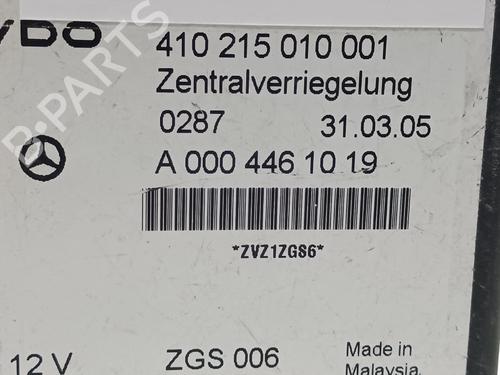 VDO
410 215 010 001
Zentralverriegelung
0287 31.03.05
A 000 446 10 19
*ZVZ1ZGS6*
12 V ZGS 006 Made in
Malaysia
B-PARTS